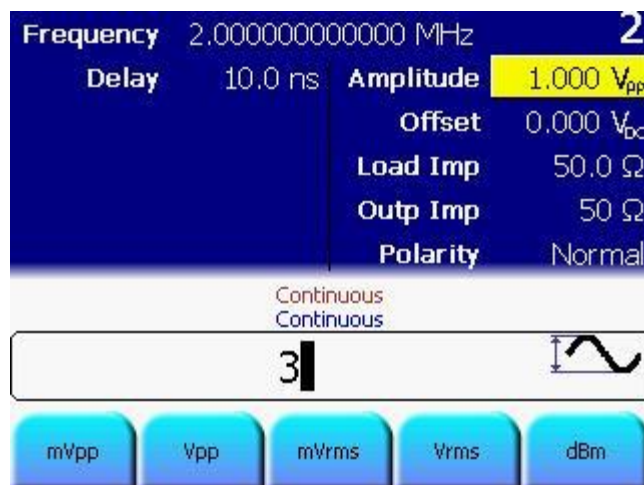 Frequency 2.000000000000 MHz 2
Delay 10.0 ns Amplitude 1.000 Vpp
Offset 0.000 VDC
Load Imp 50.0 Ω
Outp Imp 50 Ω
Polarity Normal
Continuous
Continuous
3
mVpp Vpp mVrms Vrms dBm